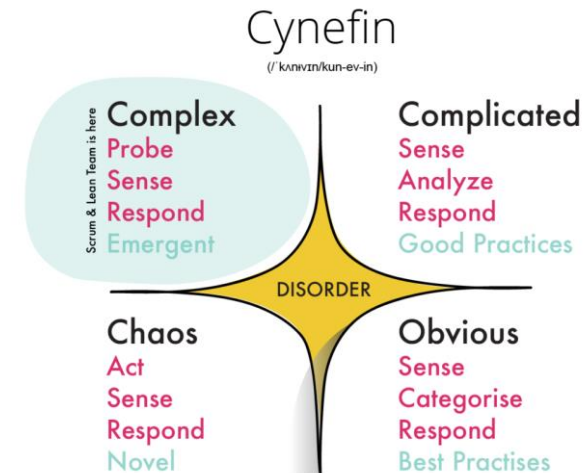 Cynefin
(/ˈkʌnɨvɪn/kun-ev-in)
Scrum & Lean Team is here
Complex
Probe
Sense
Respond
Emergent
Complicated
Sense
Analyze
Respond
Good Practices
DISORDER
Chaos
Act
Sense
Respond
Novel
Obvious
Sense
Categorise
Respond
Best Practises